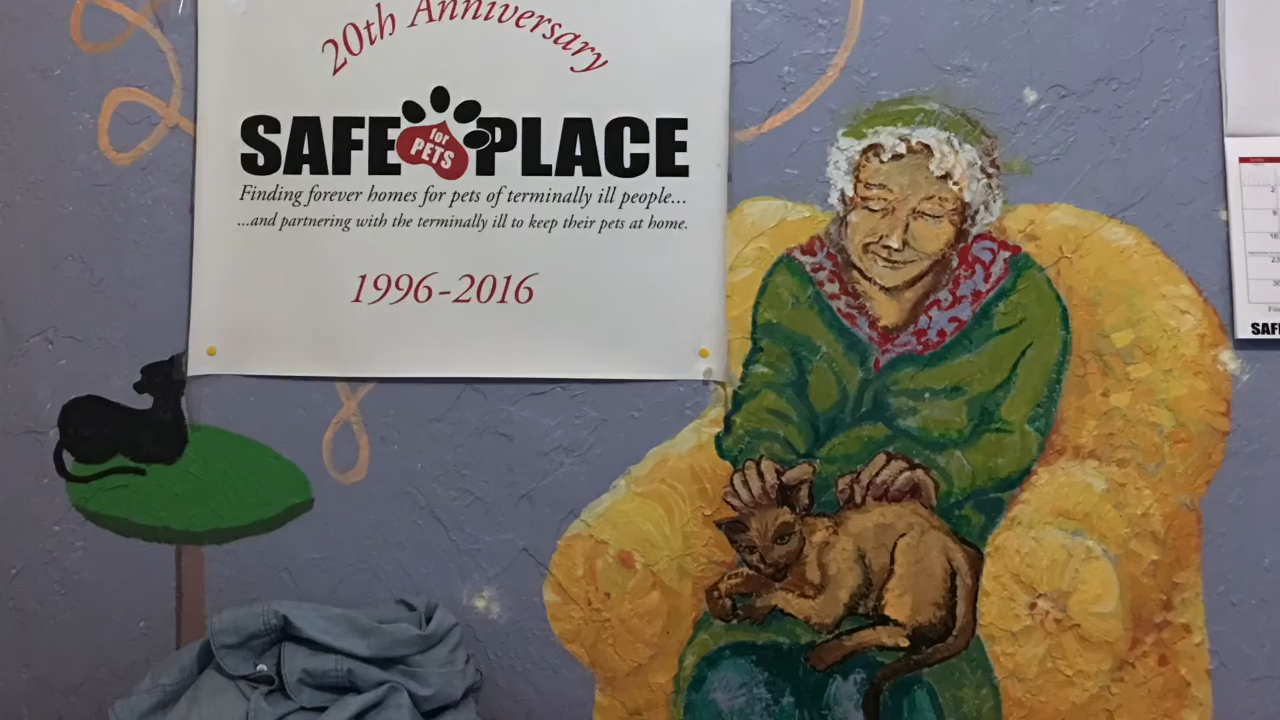 20th Anniversary
SAFE for PETS PLACE
Finding forever homes for pets of terminally ill people...
...and partnering with the terminally ill to keep their pets at home.
1996-2016
SAF